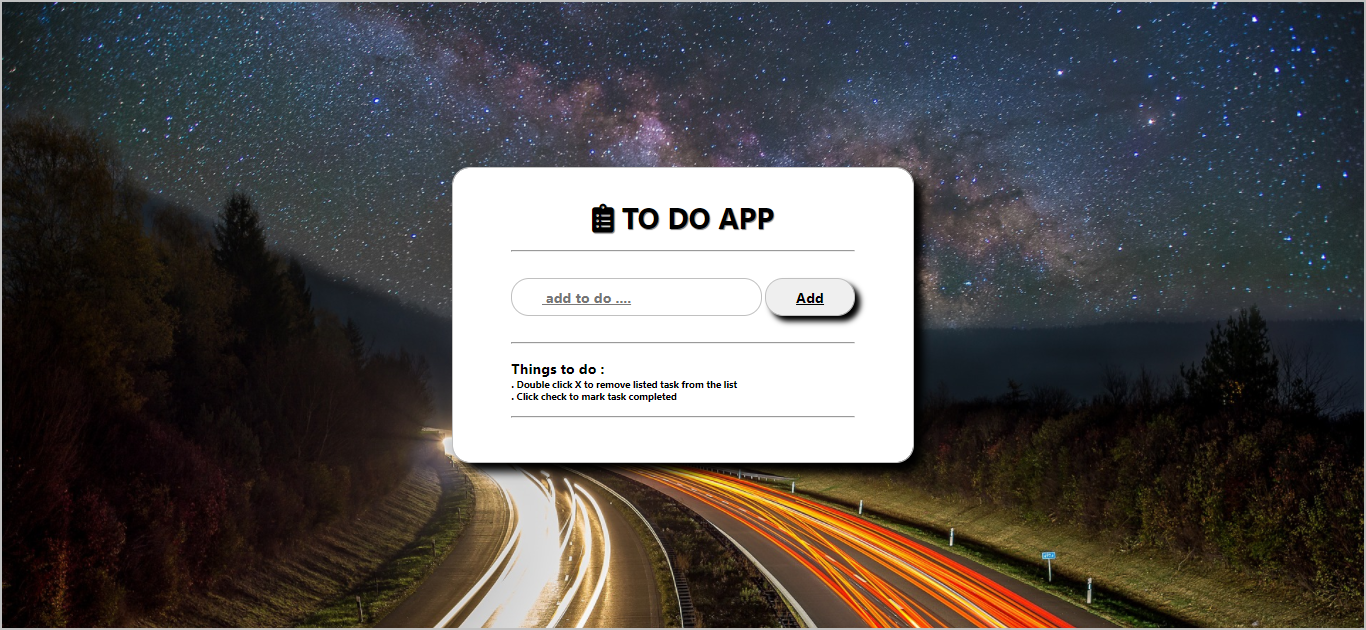 TO DO APP
add to do ....
Add
Things to do :
. Double click X to remove listed task from the list
. Click check to mark task completed